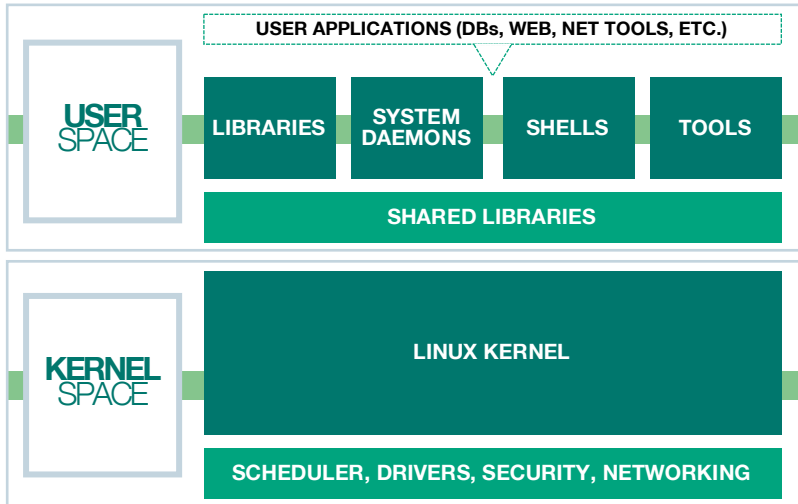 USER APPLICATIONS (DBs, WEB, NET TOOLS, ETC.)
USER
SPACE
LIBRARIES
SYSTEM
DAEMONS
SHELLS
TOOLS
SHARED LIBRARIES
KERNEL
SPACE
LINUX KERNEL
SCHEDULER, DRIVERS, SECURITY, NETWORKING